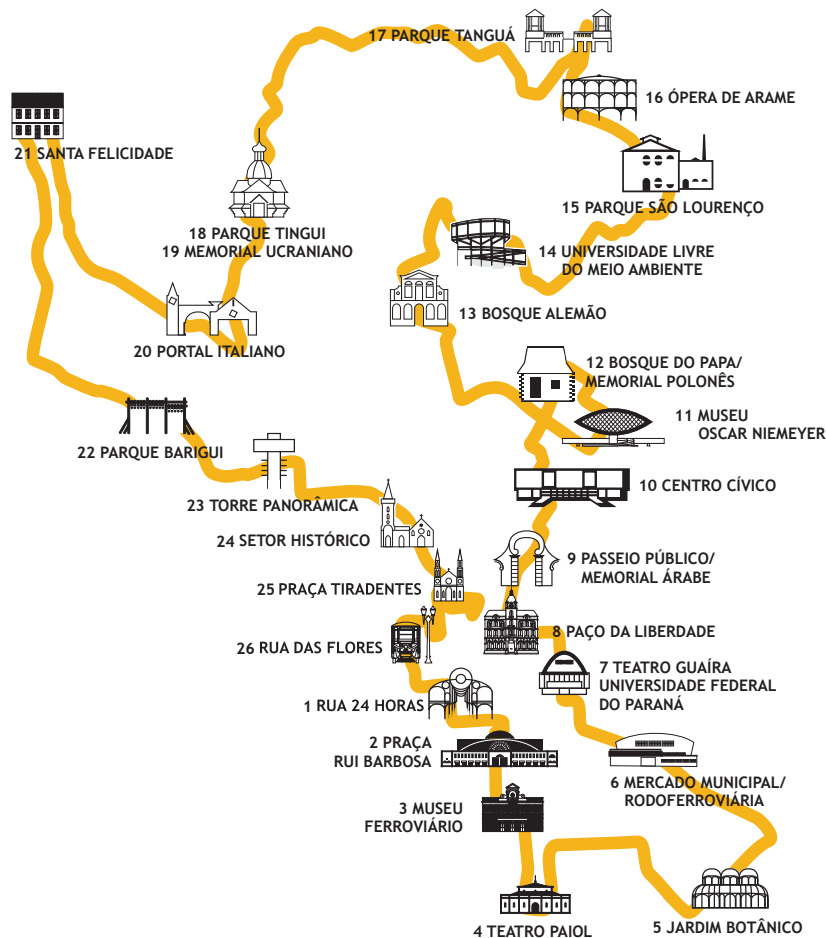 17 PARQUE TANGUÁ
16 ÓPERA DE ARAME
21 SANTA FELICIDADE
15 PARQUE SÃO LOURENÇO
18 PARQUE TINGUI
19 MEMORIAL UCRANIANO
14 UNIVERSIDADE LIVRE
DO MEIO AMBIENTE
13 BOSQUE ALEMÃO
20 PORTAL ITALIANO
12 BOSQUE DO PAPA/
MEMORIAL POLONÊS
11 MUSEU
OSCAR NIEMEYER
22 PARQUE BARIGUI
10 CENTRO CÍVICO
23 TORRE PANORÂMICA
24 SETOR HISTÓRICO
9 PASSEIO PÚBLICO/
MEMORIAL ÁRABE
25 PRAÇA TIRADENTES
8 PAÇO DA LIBERDADE
26 RUA DAS FLORES
7 TEATRO GUAÍRA
UNIVERSIDADE FEDERAL
DO PARANÁ
1 RUA 24 HORAS
2 PRAÇA
RUI BARBOSA
6 MERCADO MUNICIPAL/
RODOFERROVIÁRIA
3 MUSEU
FERROVIÁRIO
4 TEATRO PAIOL
5 JARDIM BOTÂNICO